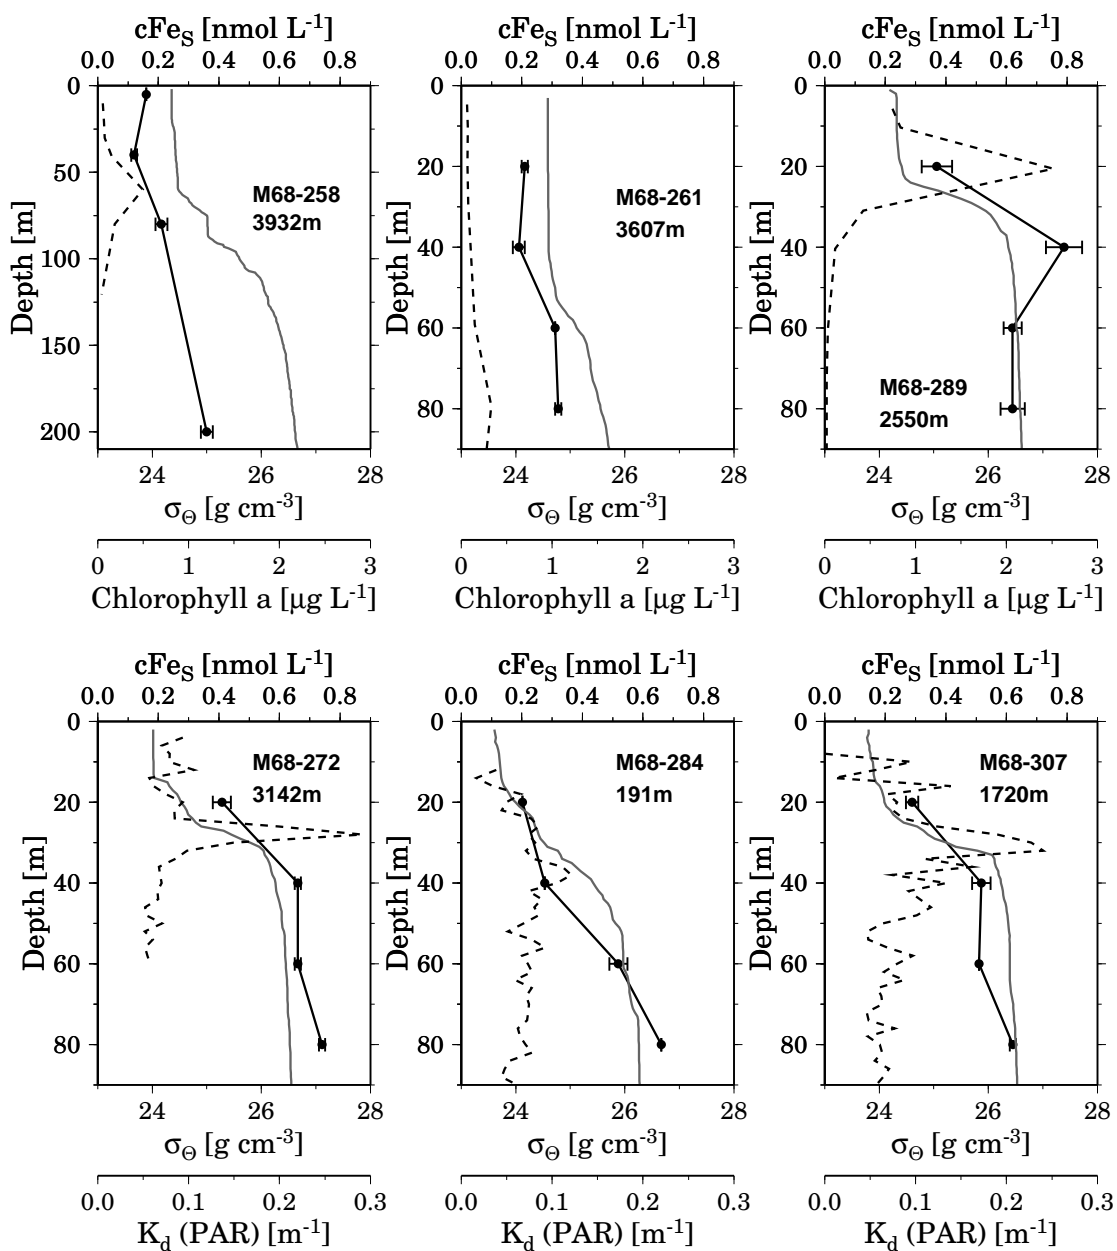 cFeS [nmol L-1] cFeS [nmol L-1] cFeS [nmol L-1]
0.0 0.2 0.4 0.6 0.8 0.0 0.2 0.4 0.6 0.8 0.0 0.2 0.4 0.6 0.8
0 50 100 150 200
Depth [m]
M68-258
3932m
0 20 40 60 80
Depth [m]
M68-261
3607m
0 20 40 60 80
Depth [m]
M68-289
2550m
24 26 28 24 26 28 24 26 28
σΘ [g cm-3] σΘ [g cm-3] σΘ [g cm-3]
0 1 2 3 0 1 2 3 0 1 2 3
Chlorophyll a [µg L-1] Chlorophyll a [µg L-1] Chlorophyll a [µg L-1]
cFeS [nmol L-1] cFeS [nmol L-1] cFeS [nmol L-1]
0.0 0.2 0.4 0.6 0.8 0.0 0.2 0.4 0.6 0.8 0.0 0.2 0.4 0.6 0.8
0 20 40 60 80
Depth [m]
M68-272
3142m
0 20 40 60 80
Depth [m]
M68-284
191m
0 20 40 60 80
Depth [m]
M68-307
1720m
24 26 28 24 26 28 24 26 28
σΘ [g cm-3] σΘ [g cm-3] σΘ [g cm-3]
0.0 0.1 0.2 0.3 0.0 0.1 0.2 0.3 0.0 0.1 0.2 0.3
Kd (PAR) [m-1] Kd (PAR) [m-1] Kd (PAR) [m-1]